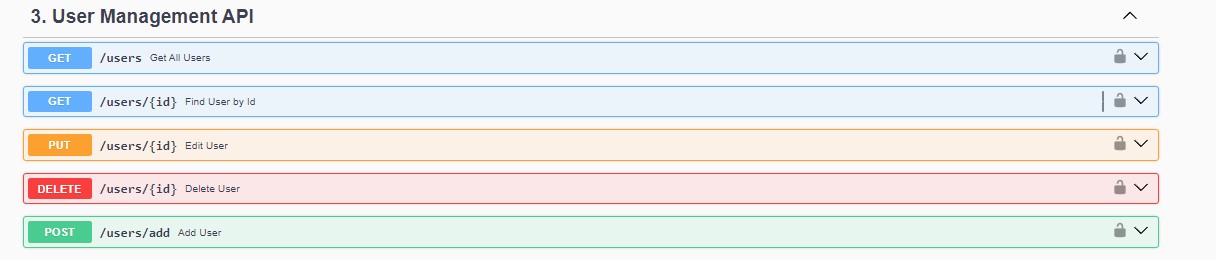 3. User Management API
GET /users Get All Users
GET /users/{id} Find User by Id
PUT /users/{id} Edit User
DELETE /users/{id} Delete User
POST /users/add Add User